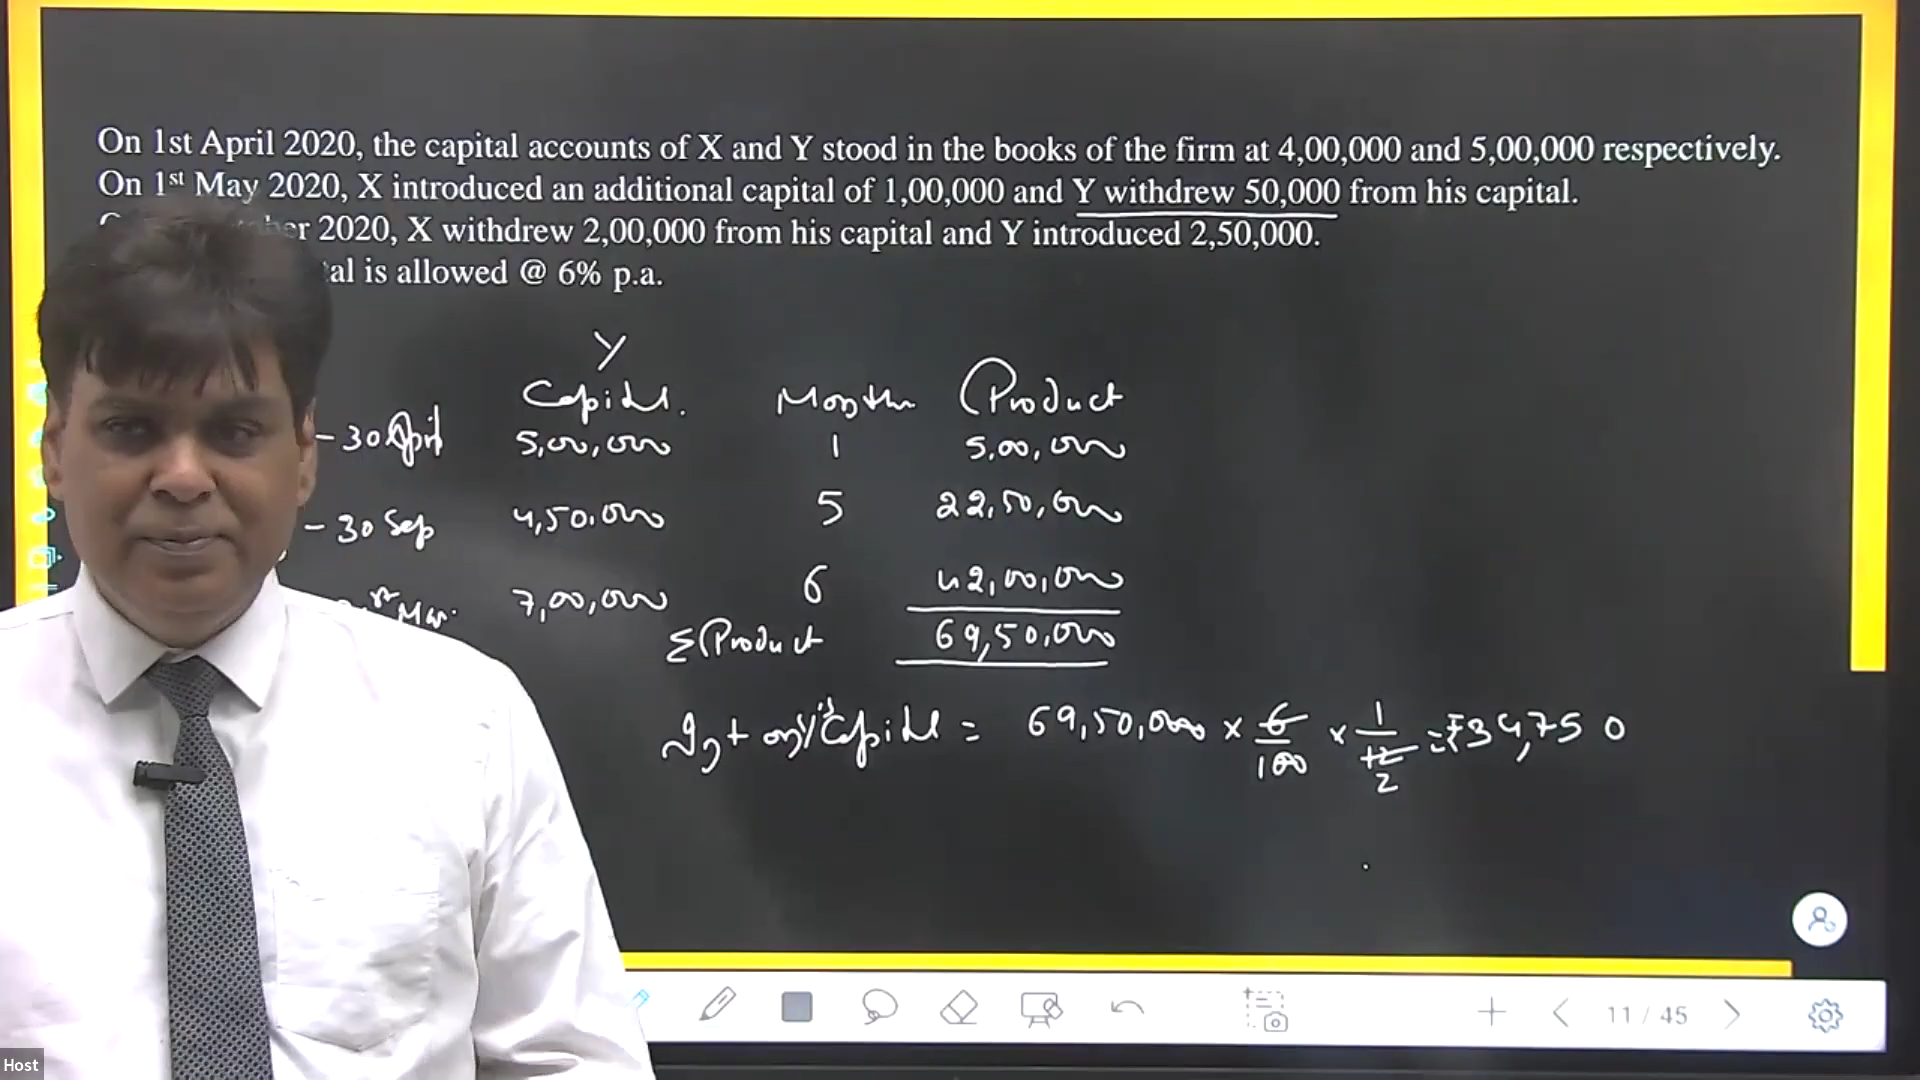 On 1st April 2020, the capital accounts of X and Y stood in the books of the firm at 4,00,000 and 5,00,000 respectively.
On 1st May 2020, X introduced an additional capital of 1,00,000 and Y withdrew 50,000 from his capital.
2020, X withdrew 2,00,000 from his capital and Y introduced 2,50,000.
is allowed @ 6% p.a.
Y
Capital. Months Product
- 30 April 5,00,000 1 5,00,000
- 30 Sep 4,50,000 5 22,50,000
Mar. 7,00,000 6 42,00,000
ΣProduct 69,50,000
Int on Y's Capital = 69,50,000 × 6/100 × 1/12 = ₹34,750
2
11 / 45
Host